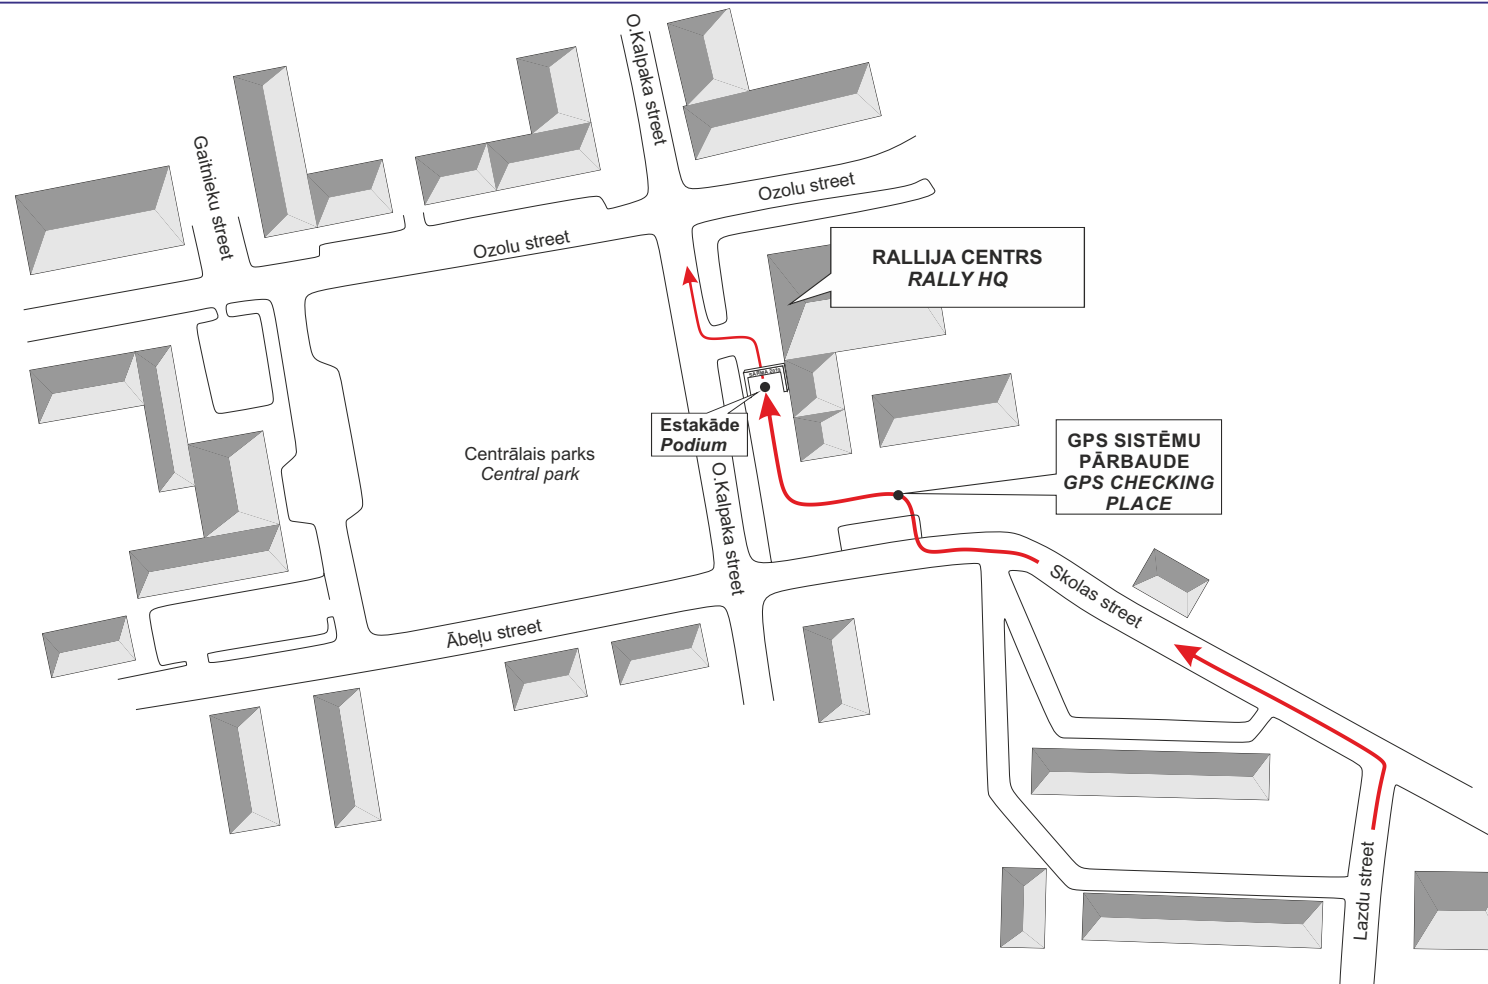 O.Kalpaka street
Gaitnieku street
Ozolu street
Ozolu street
RALLIJA CENTRS
RALLY HQ
Estakāde
Podium
Centrālais parks
Central park
GPS SISTĒMU
PĀRBAUDE
GPS CHECKING
PLACE
O.Kalpaka street
Skolas street
Ābeļu street
Lazdu street